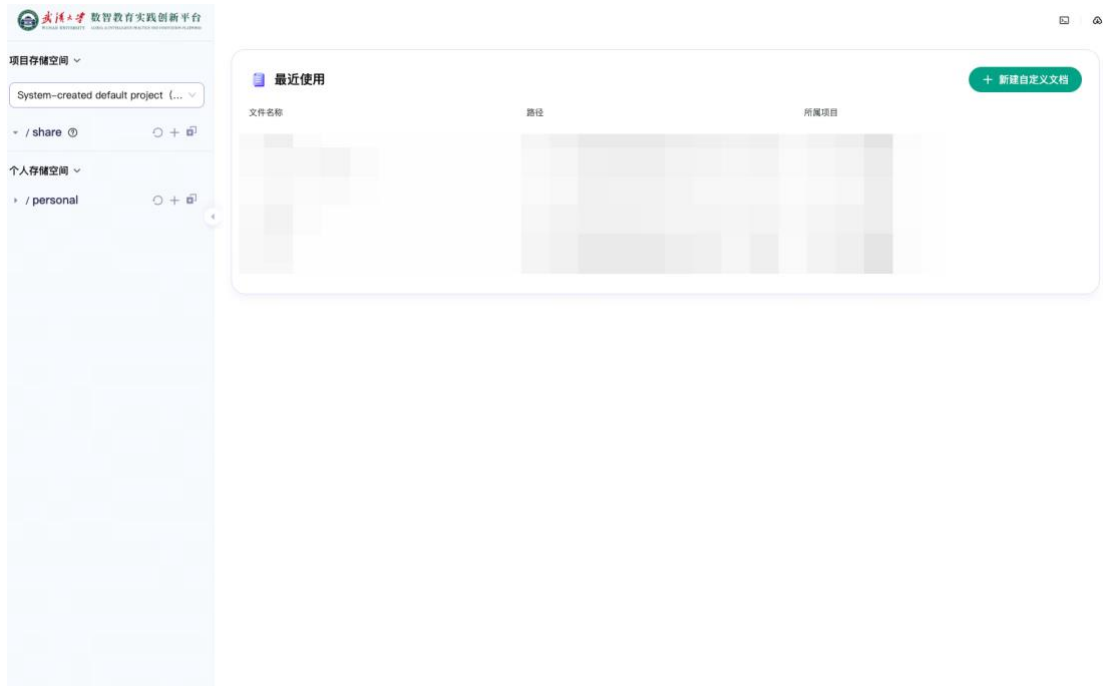 武汉大学 数智教育实践创新平台
项目存储空间
System-created default project (...
/ share
个人存储空间
/ personal
最近使用
+ 新建自定义文档
文件名称 路径 所属项目